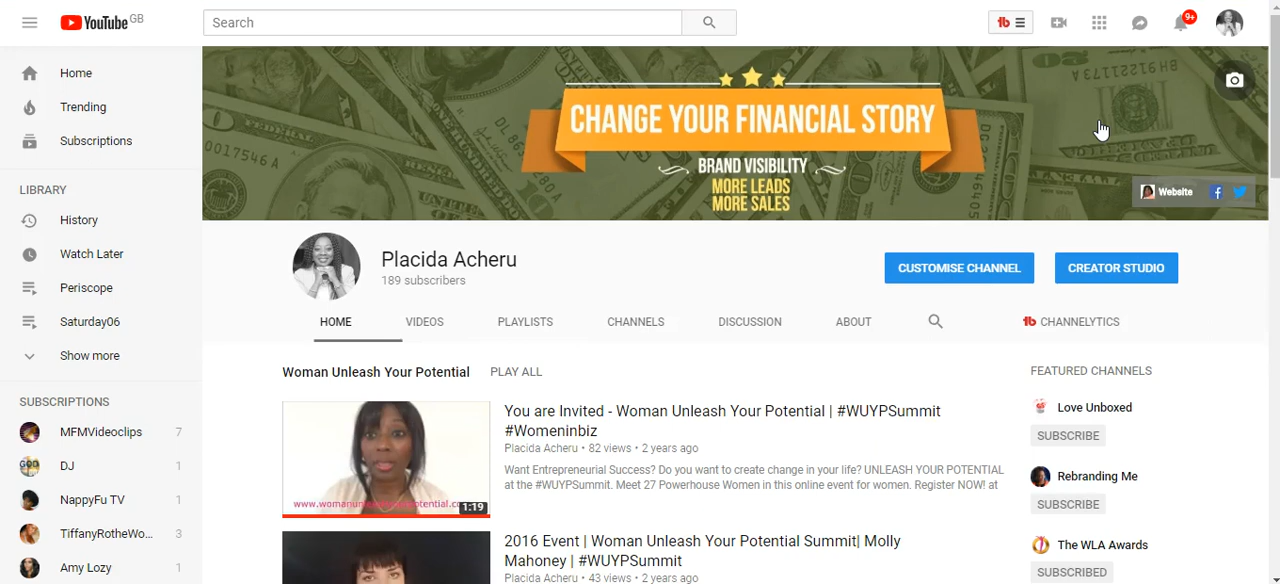 YouTube GB
Search
9+
Home
Trending
Subscriptions
LIBRARY
History
Watch Later
Periscope
Saturday06
Show more
SUBSCRIPTIONS
MFMVideoclips 7
DJ 1
NappyFu TV 1
TiffanyRotheWo... 3
Amy Lozy 1
CHANGE YOUR FINANCIAL STORY
BRAND VISIBILITY
MORE LEADS
MORE SALES
Website
Placida Acheru
189 subscribers
CUSTOMISE CHANNEL
CREATOR STUDIO
HOME VIDEOS PLAYLISTS CHANNELS DISCUSSION ABOUT CHANNELYTICS
Woman Unleash Your Potential PLAY ALL
1:19
You are Invited - Woman Unleash Your Potential | #WUYPSummit
#Womeninbiz
Placida Acheru • 82 views • 2 years ago
Want Entrepreneurial Success? Do you want to create change in your life? UNLEASH YOUR POTENTIAL
at the #WUYPSummit. Meet 27 Powerhouse Women in this online event for women. Register NOW! at
2016 Event | Woman Unleash Your Potential Summit| Molly
Mahoney | #WUYPSummit
Placida Acheru • 43 views • 2 years ago
FEATURED CHANNELS
Love Unboxed
SUBSCRIBE
Rebranding Me
SUBSCRIBE
The WLA Awards
SUBSCRIBED